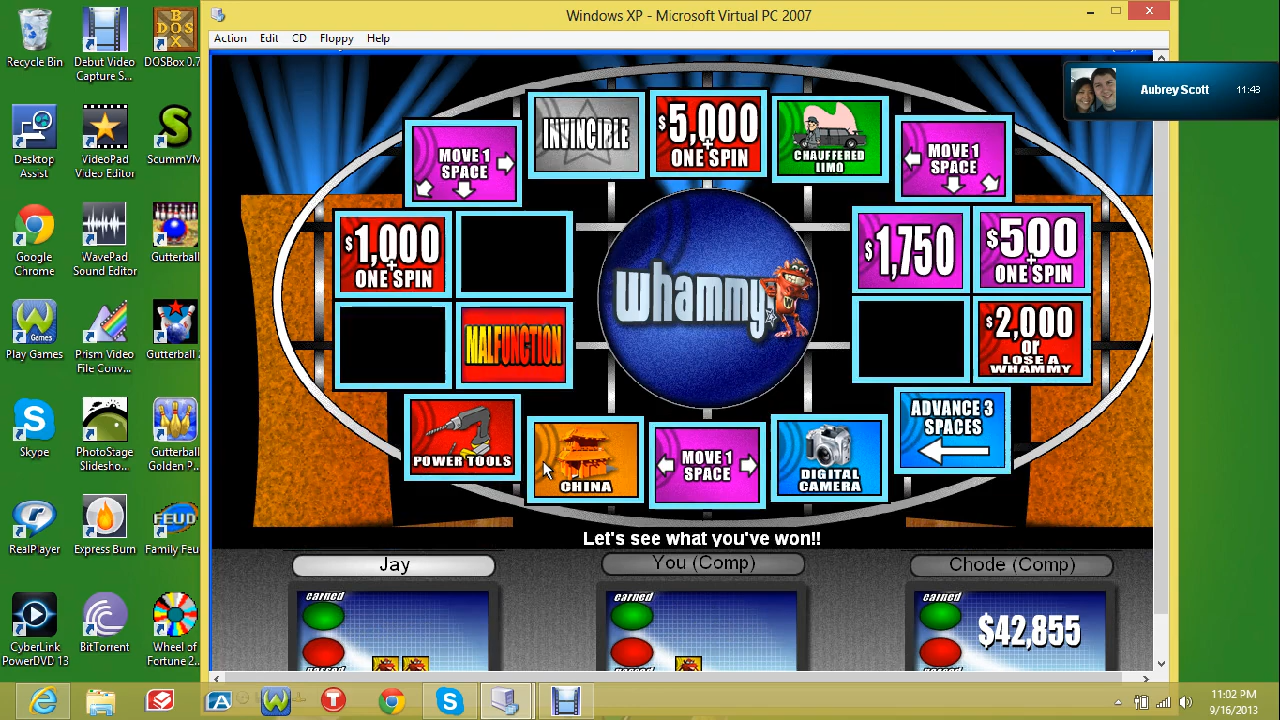 Windows XP - Microsoft Virtual PC 2007
Action Edit CD Floppy Help
Aubrey Scott 11:43
Recycle Bin
Debut Video
Capture S...
BOX
DOS
DOSBox 0.7
Desktop
Assist
VideoPad
Video Editor
ScummVM
Google
Chrome
WavePad
Sound Editor
Gutterball
Games
Play Games
Prism Video
File Conv...
Gutterball 2
Skype
PhotoStage
Slidesho...
Gutterball
Golden P...
RealPlayer
Express Burn
FEUD
Family Feu
CyberLink
PowerDVD 13
BitTorrent
Wheel of
Fortune 2...
MOVE 1
SPACE
INVINCIBLE
$5,000
+
ONE SPIN
CHAUFFERED
LIMO
MOVE 1
SPACE
$1,000
+
ONE SPIN
$1,750
$500
+
ONE SPIN
whammy!
MALFUNCTION
$2,000
or
LOSE A
WHAMMY
POWER TOOLS
CHINA
MOVE 1
SPACE
DIGITAL
CAMERA
ADVANCE 3
SPACES
Let's see what you've won!!
Jay
You (Comp)
Chode (Comp)
earned
earned
earned
$42,855
11:02 PM
9/16/2013